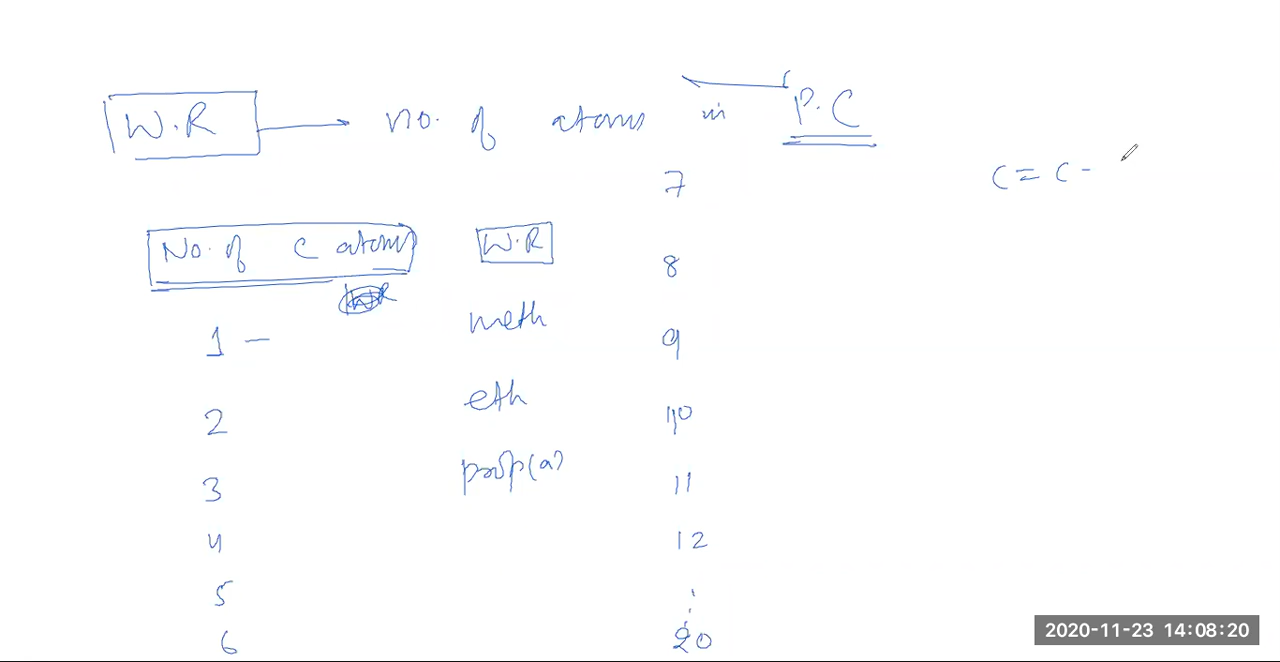 W.R → No. of atoms in P.C
C = C -
No. of C atoms W.R
1 - meth
2 eth
3 prop(a)
4
5
6
7
8
9
10
11
12
:
20
2020-11-23 14:08:20